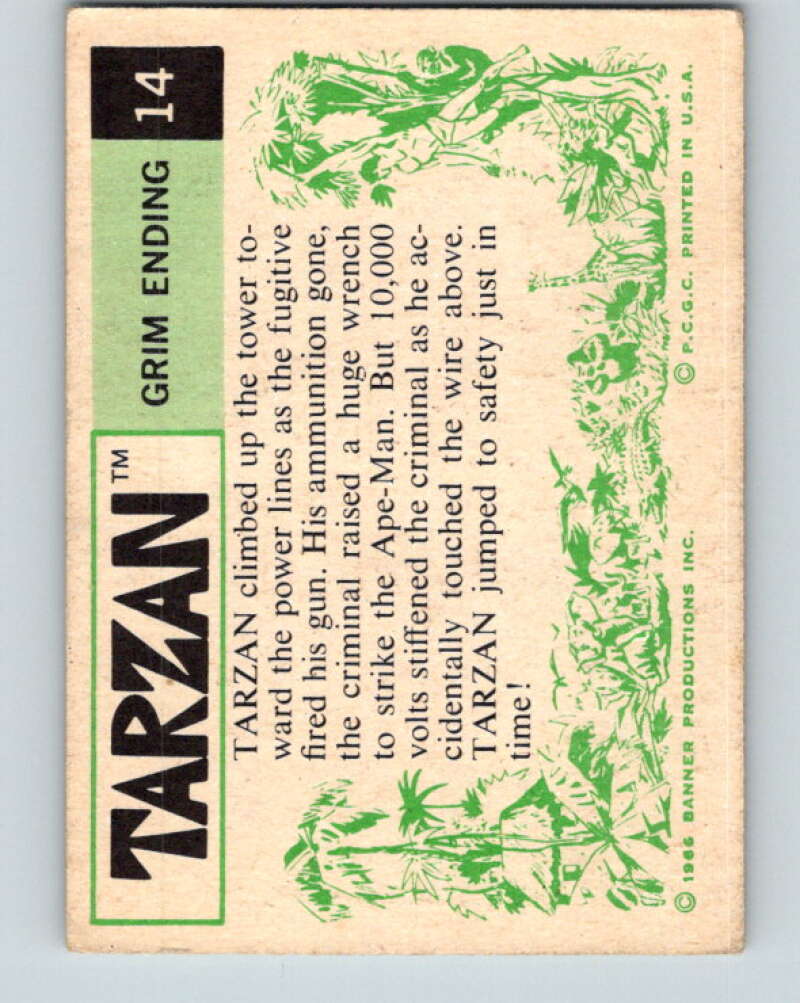 TARZAN™ GRIM ENDING 14
TARZAN climbed up the tower to-
ward the power lines as the fugitive
fired his gun. His ammunition gone,
the criminal raised a huge wrench
to strike the Ape-Man. But 10,000
volts stiffened the criminal as he ac-
cidentally touched the wire above.
TARZAN jumped to safety just in
time!
© 1966 BANNER PRODUCTIONS INC. © P.C.G.C. PRINTED IN U.S.A.